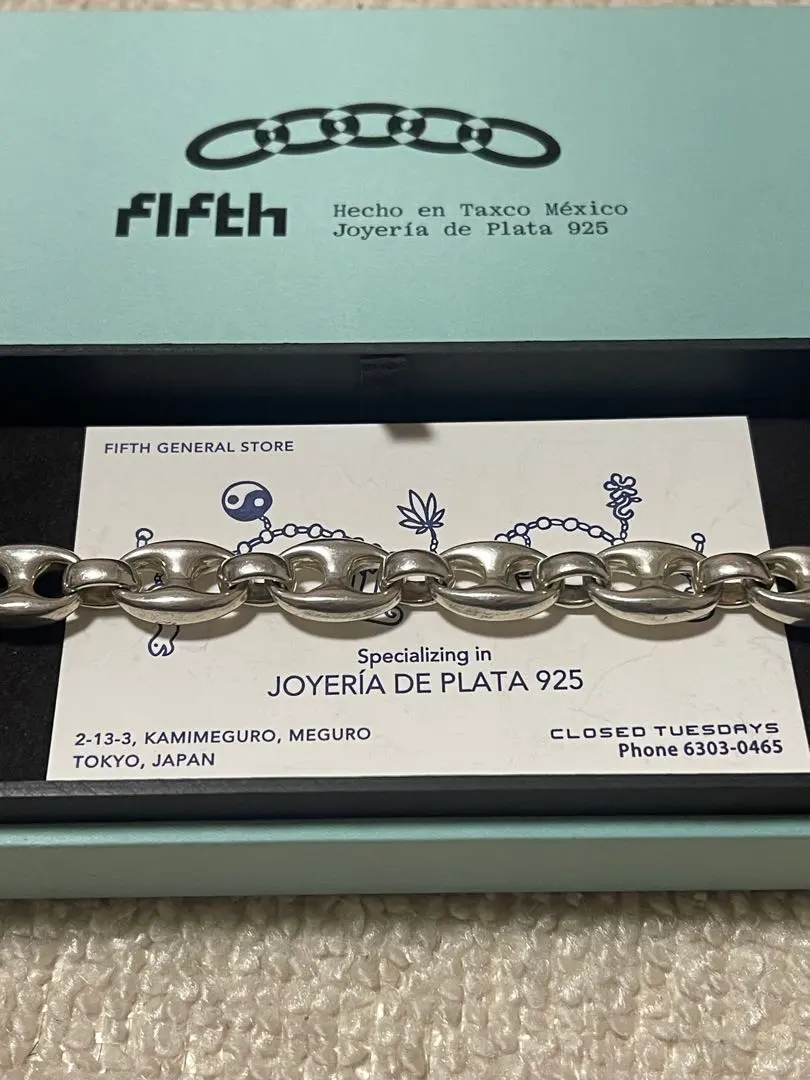 FIFTH
Hecho en Taxco México
Joyería de Plata 925
FIFTH GENERAL STORE
Specializing in
JOYERÍA DE PLATA 925
2-13-3, KAMIMEGURO, MEGURO
TOKYO, JAPAN
CLOSED TUESDAYS
Phone 6303-0465